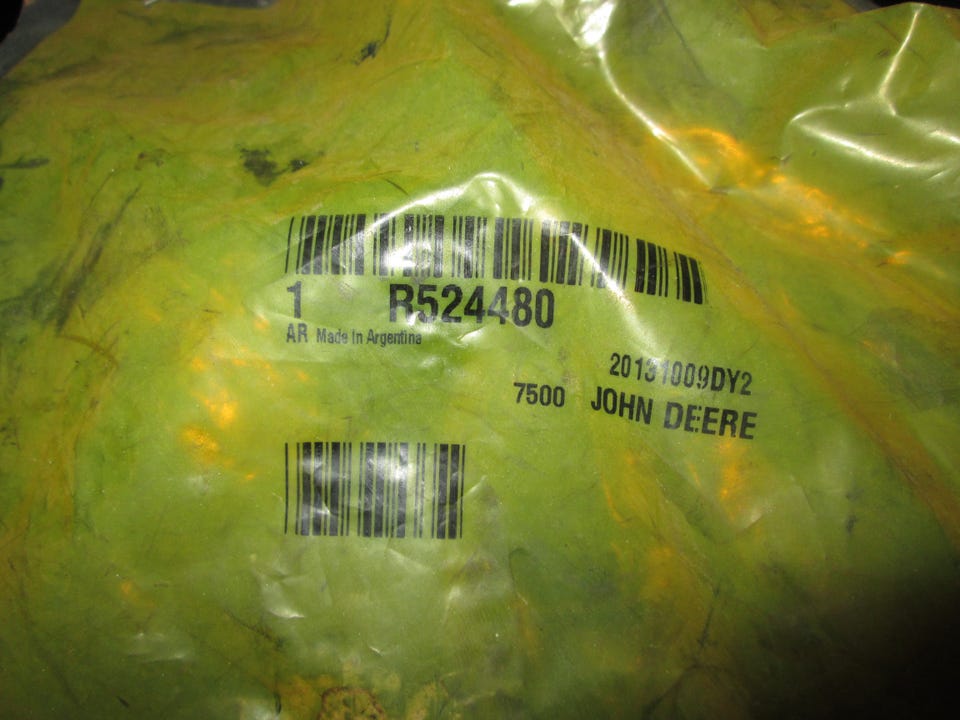 1 R524480
AR Made In Argentina
20131009DY2
7500 JOHN DEERE